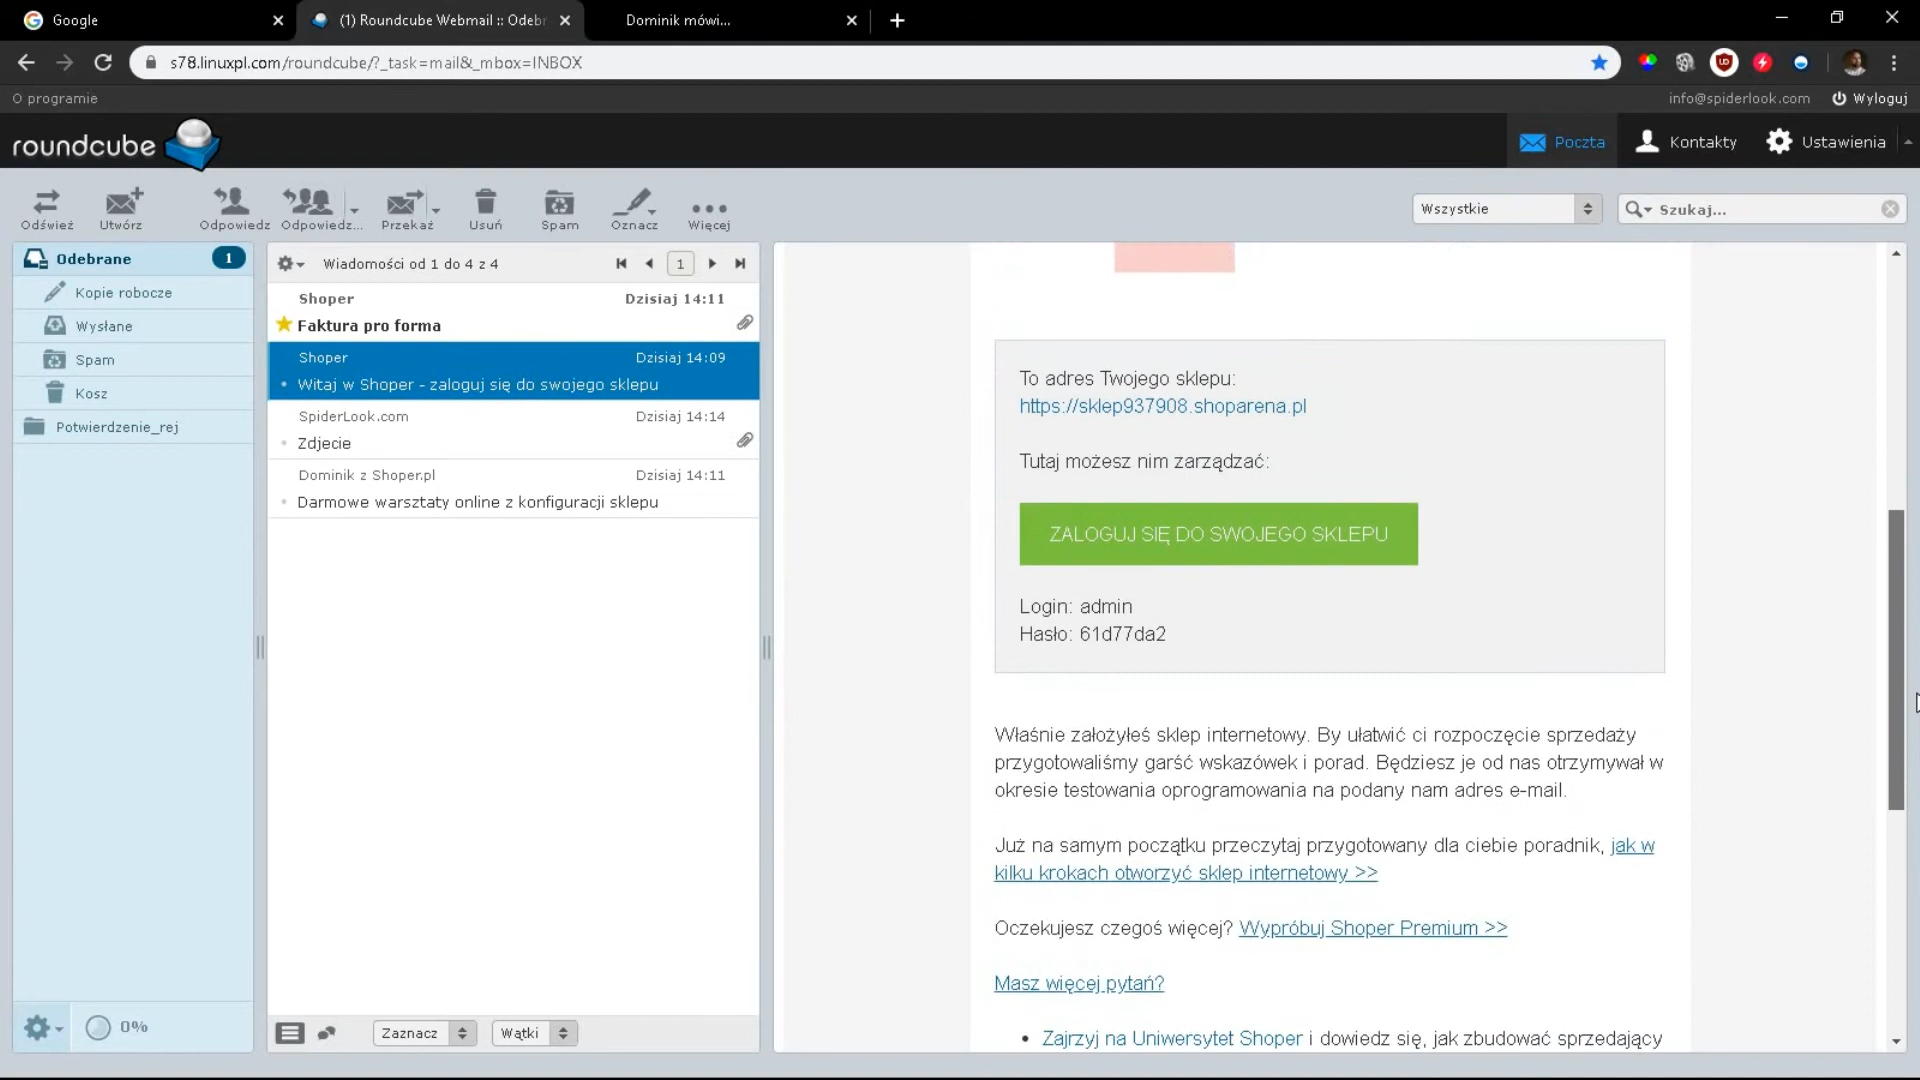 Google
(1) Roundcube Webmail :: Odebr
Dominik mówi...
s78.linuxpl.com/roundcube/?_task=mail&_mbox=INBOX
O programie
info@spiderlook.com
Wyloguj
roundcube
Poczta
Kontakty
Ustawienia
Odśwież
Utwórz
Odpowiedz
Odpowiedz...
Przekaż
Usuń
Spam
Oznacz
Więcej
Wszystkie
Szukaj...
Odebrane
1
Kopie robocze
Wysłane
Spam
Kosz
Potwierdzenie_rej
0%
Wiadomości od 1 do 4 z 4
1
Shoper Dzisiaj 14:11
Faktura pro forma
Shoper Dzisiaj 14:09
Witaj w Shoper - zaloguj się do swojego sklepu
SpiderLook.com Dzisiaj 14:14
Zdjecie
Dominik z Shoper.pl Dzisiaj 14:11
Darmowe warsztaty online z konfiguracji sklepu
Zaznacz
Wątki
To adres Twojego sklepu:
https://sklep937908.shoparena.pl
Tutaj możesz nim zarządzać:
ZALOGUJ SIĘ DO SWOJEGO SKLEPU
Login: admin
Hasło: 61d77da2
Właśnie założyłeś sklep internetowy. By ułatwić ci rozpoczęcie sprzedaży
przygotowaliśmy garść wskazówek i porad. Będziesz je od nas otrzymywał w
okresie testowania oprogramowania na podany nam adres e-mail.
Już na samym początku przeczytaj przygotowany dla ciebie poradnik, jak w
kilku krokach otworzyć sklep internetowy >>
Oczekujesz czegoś więcej? Wypróbuj Shoper Premium >>
Masz więcej pytań?
• Zajrzyj na Uniwersytet Shoper i dowiedz się, jak zbudować sprzedający